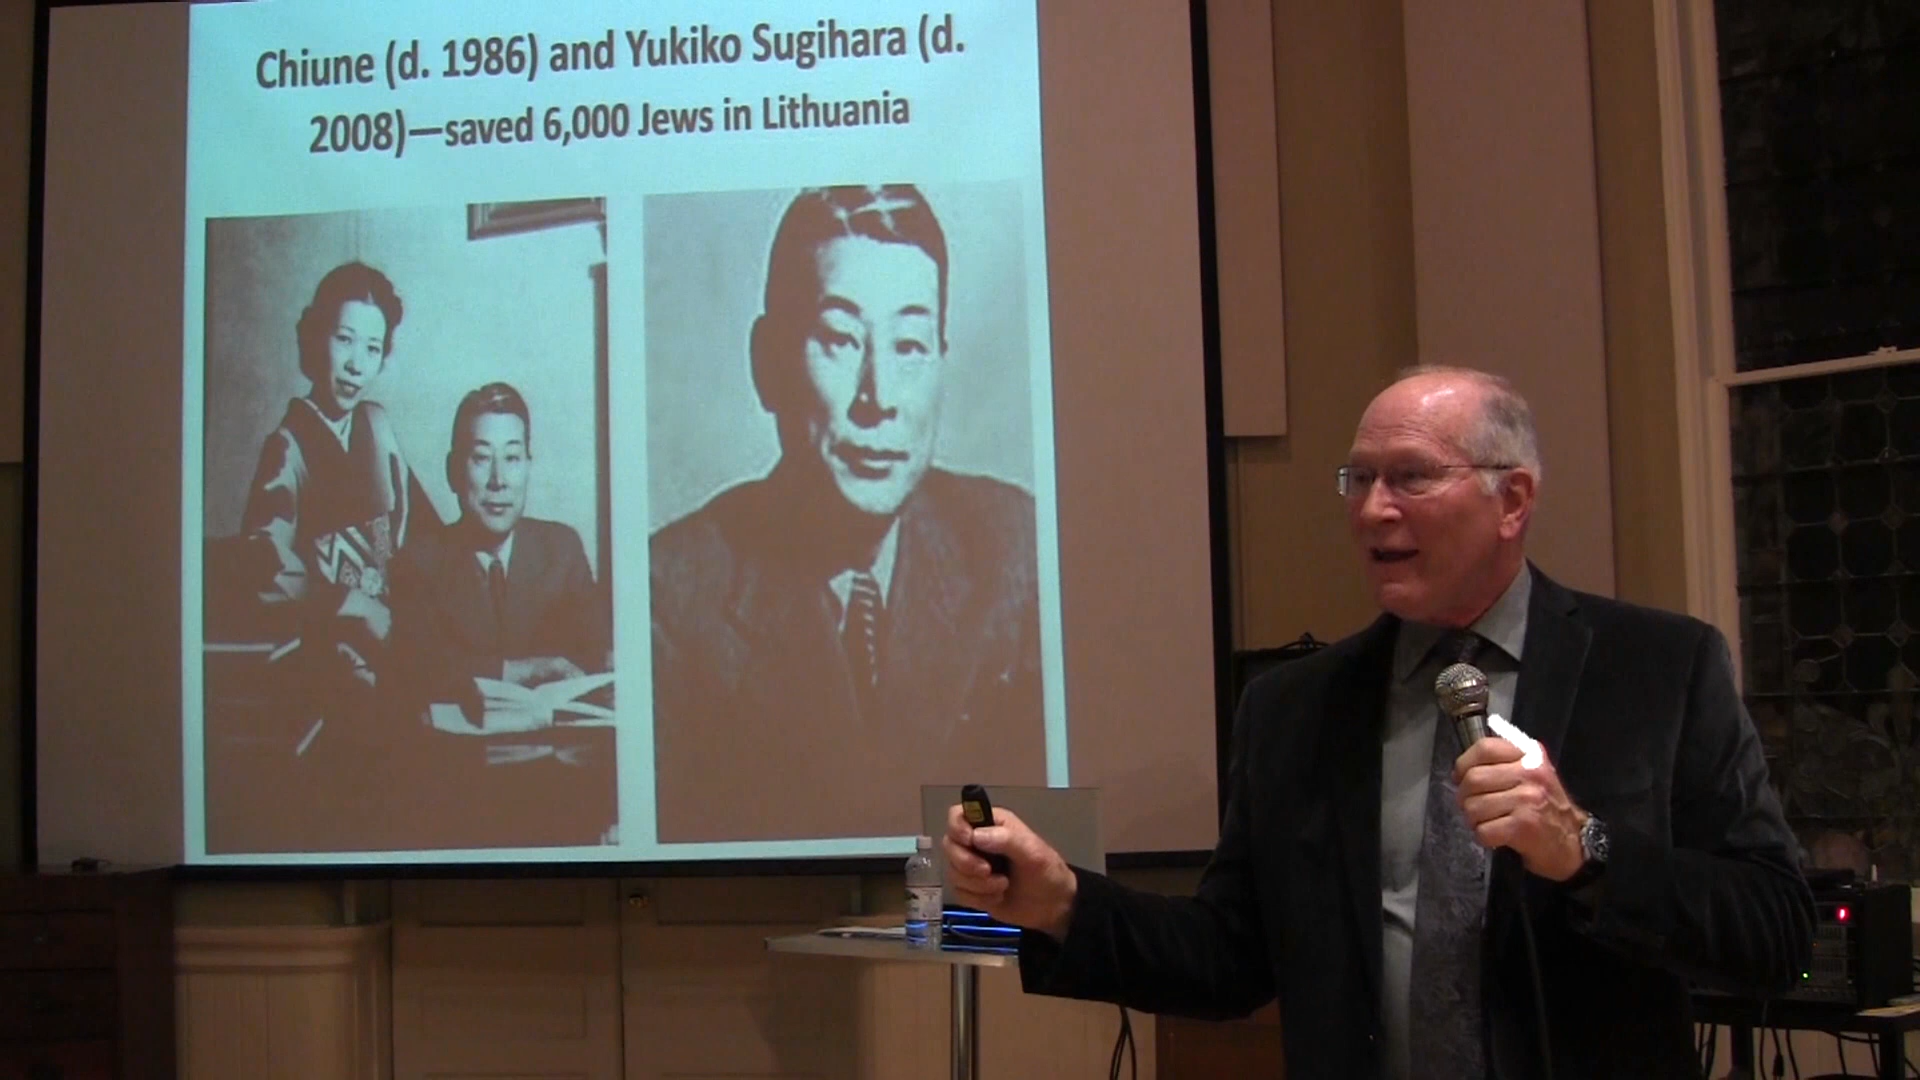 Chiune (d. 1986) and Yukiko Sugihara (d.
2008)—saved 6,000 Jews in Lithuania